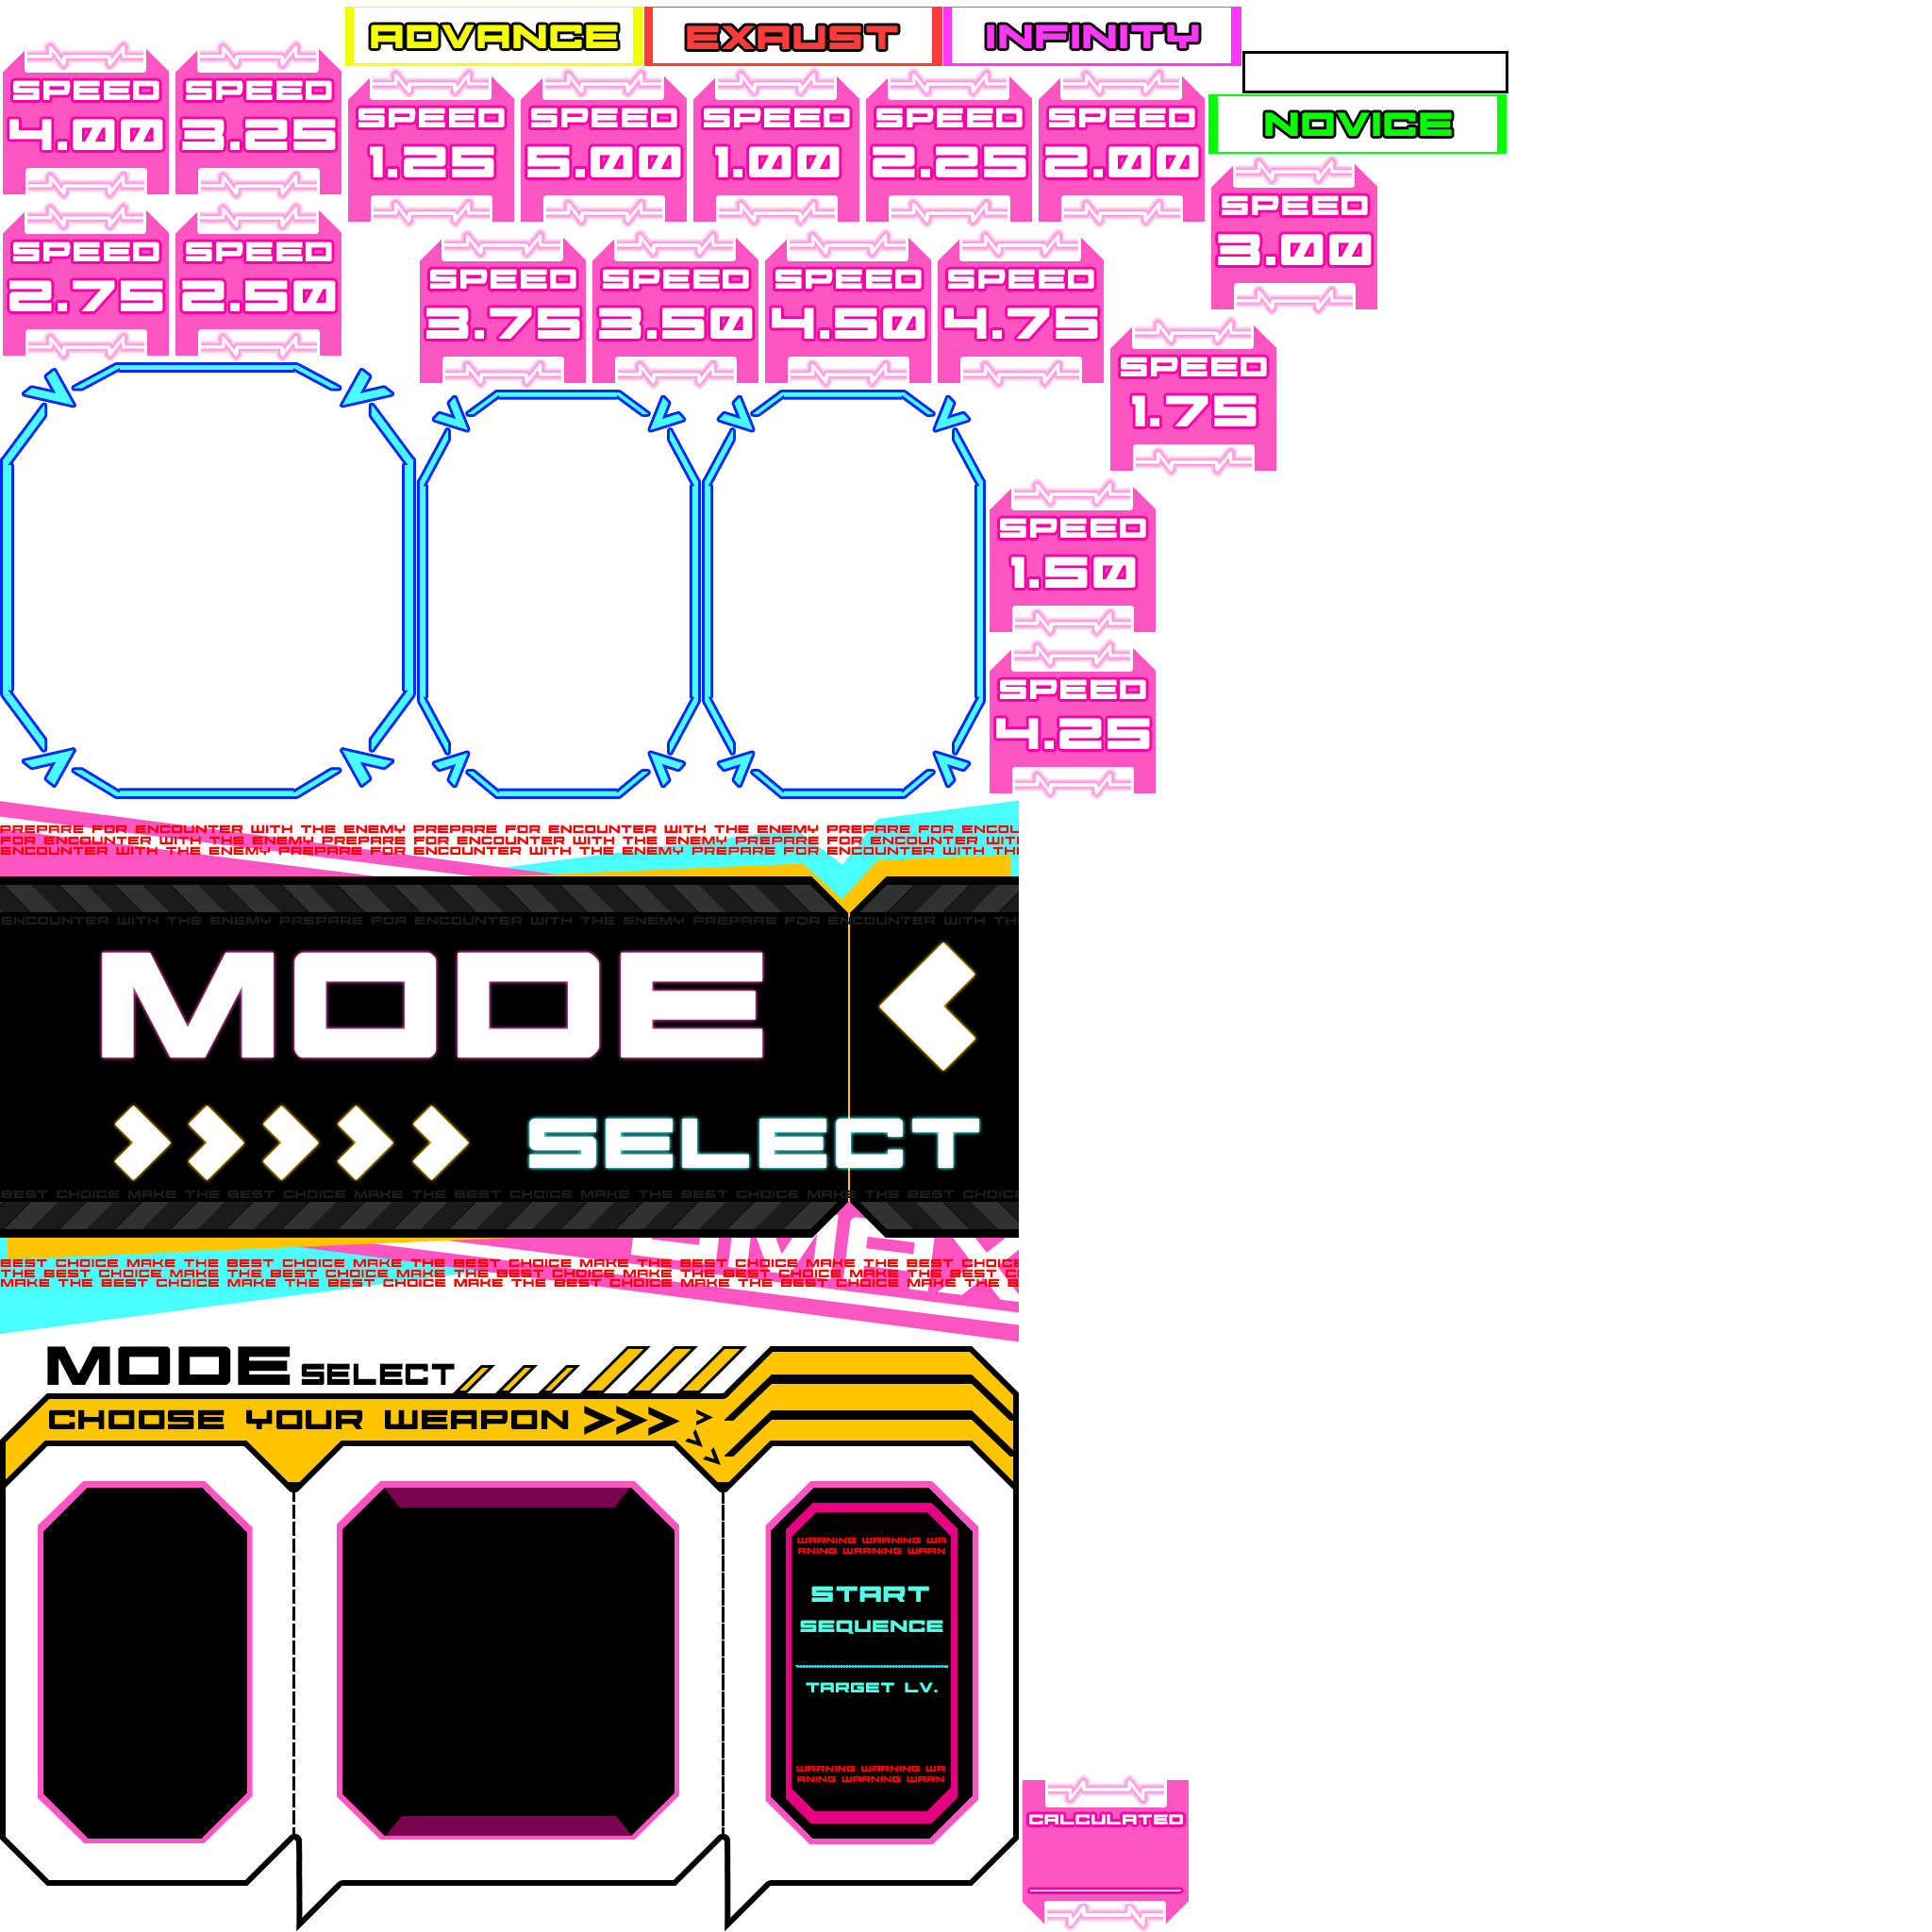 ADVANCE
EXAUST
INFINITY
NOVICE
SPEED
4.00
SPEED
3.25
SPEED
1.25
SPEED
5.00
SPEED
1.00
SPEED
2.25
SPEED
2.00
SPEED
3.00
SPEED
2.75
SPEED
2.50
SPEED
3.75
SPEED
3.50
SPEED
4.50
SPEED
4.75
SPEED
1.75
SPEED
1.50
SPEED
4.25
PREPARE FOR ENCOUNTER WITH THE ENEMY PREPARE FOR ENCOUNTER WITH THE ENEMY PREPARE FOR ENCOU
FOR ENCOUNTER WITH THE ENEMY PREPARE FOR ENCOUNTER WITH THE ENEMY PREPARE FOR ENCOUNTER WIT
ENCOUNTER WITH THE ENEMY PREPARE FOR ENCOUNTER WITH THE ENEMY PREPARE FOR ENCOUNTER WITH TH
ENCOUNTER WITH THE ENEMY PREPARE FOR ENCOUNTER WITH THE ENEMY PREPARE FOR ENCOUNTER WITH TH
MODE
SELECT
BEST CHOICE MAKE THE BEST CHOICE MAKE THE BEST CHOICE MAKE THE BEST CHOICE MAKE THE BEST CHOICE
BEST CHOICE MAKE THE BEST CHOICE MAKE THE BEST CHOICE MAKE THE BEST CHOICE MAKE THE BEST CHOICE
THE BEST CHOICE MAKE THE BEST CHOICE MAKE THE BEST CHOICE MAKE THE BEST CHOICE MAKE THE BEST CHOICE
MAKE THE BEST CHOICE MAKE THE BEST CHOICE MAKE THE BEST CHOICE MAKE THE BEST CHOICE MAKE THE B
MODE SELECT
CHOOSE YOUR WEAPON >>>
WARNING WARNING WA
RNING WARNING WARN
START
SEQUENCE
TARGET LV.
WARNING WARNING WA
RNING WARNING WARN
CALCULATED